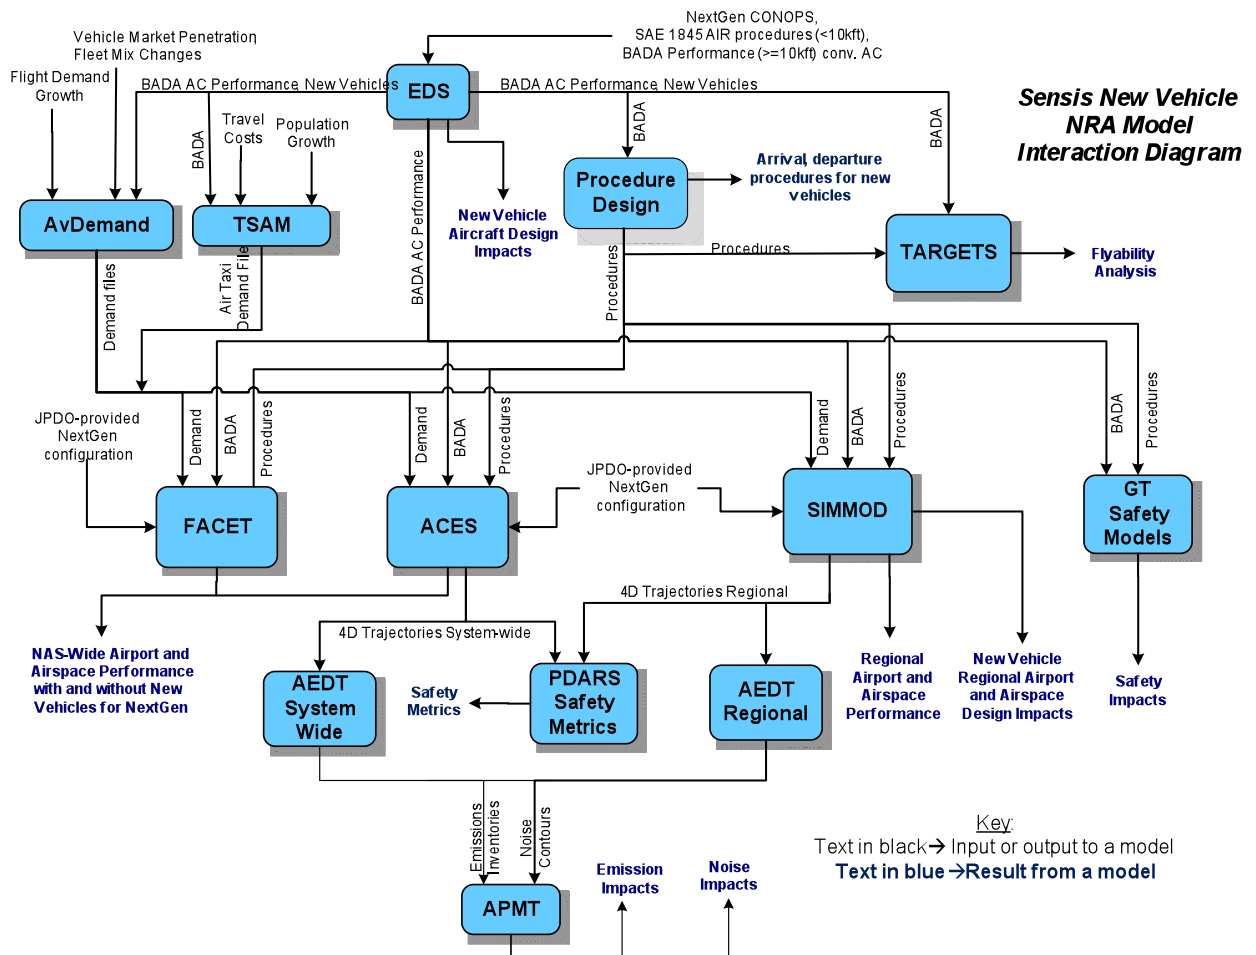 NextGen CONOPS,
SAE 1845 AIR procedures (<10kft),
BADA Performance (>=10kft) conv. AC
Vehicle Market Penetration,
Fleet Mix Changes
Flight Demand
Growth
BADA AC Performance, New Vehicles
EDS
BADA AC Performance, New Vehicles
Sensis New Vehicle
NRA Model
Interaction Diagram
Travel
Costs
Population
Growth
BADA
BADA
BADA
Procedure
Design
Arrival, departure
procedures for new
vehicles
AvDemand
TSAM
BADA AC Performance
New Vehicle
Aircraft Design
Impacts
Procedures
TARGETS
Flyability
Analysis
Demand files
Air Taxi
Demand File
Procedures
JPDO-provided
NextGen
configuration
Demand
BADA
Procedures
Demand
BADA
Procedures
Demand
BADA
Procedures
BADA
Procedures
JPDO-provided
NextGen
configuration
FACET
ACES
SIMMOD
GT
Safety
Models
4D Trajectories Regional
4D Trajectories System-wide
NAS-Wide Airport and
Airspace Performance
with and without New
Vehicles for NextGen
AEDT
System
Wide
Safety
Metrics
PDARS
Safety
Metrics
AEDT
Regional
Regional
Airport and
Airspace
Performance
New Vehicle
Regional Airport
and Airspace
Design Impacts
Safety
Impacts
Emissions
Inventories
Noise
Contours
Key:
Text in black→ Input or output to a model
Text in blue→Result from a model
Emission
Impacts
Noise
Impacts
APMT